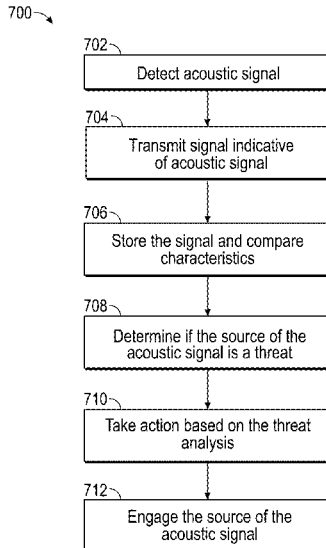 700
702
Detect acoustic signal
704
Transmit signal indicative
of acoustic signal
706
Store the signal and compare
characteristics
708
Determine if the source of the
acoustic signal is a threat
710
Take action based on the threat
analysis
712
Engage the source of the
acoustic signal